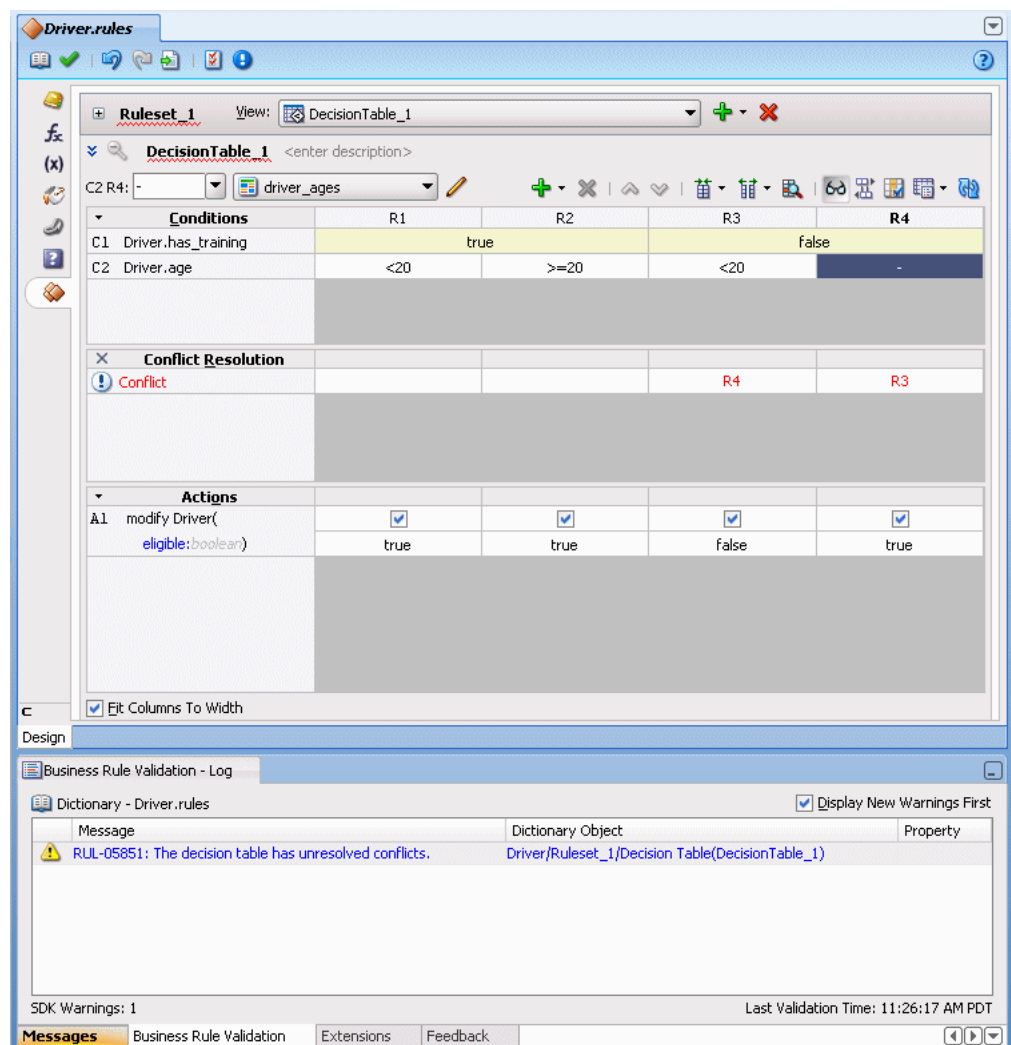 Driver.rules
Ruleset_1 View: DecisionTable_1
fx
DecisionTable_1 <enter description>
(x)
C2 R4: - driver_ages
Conditions R1 R2 R3 R4
C1 Driver.has_training true false
C2 Driver.age <20 >=20 <20 -
Conflict Resolution
Conflict R4 R3
Actions
A1 modify Driver(
eligible:boolean) true true false true
Fit Columns To Width
Design
Business Rule Validation - Log
Dictionary - Driver.rules Display New Warnings First
Message Dictionary Object Property
RUL-05851: The decision table has unresolved conflicts. Driver/Ruleset_1/Decision Table(DecisionTable_1)
SDK Warnings: 1 Last Validation Time: 11:26:17 AM PDT
Messages Business Rule Validation Extensions Feedback